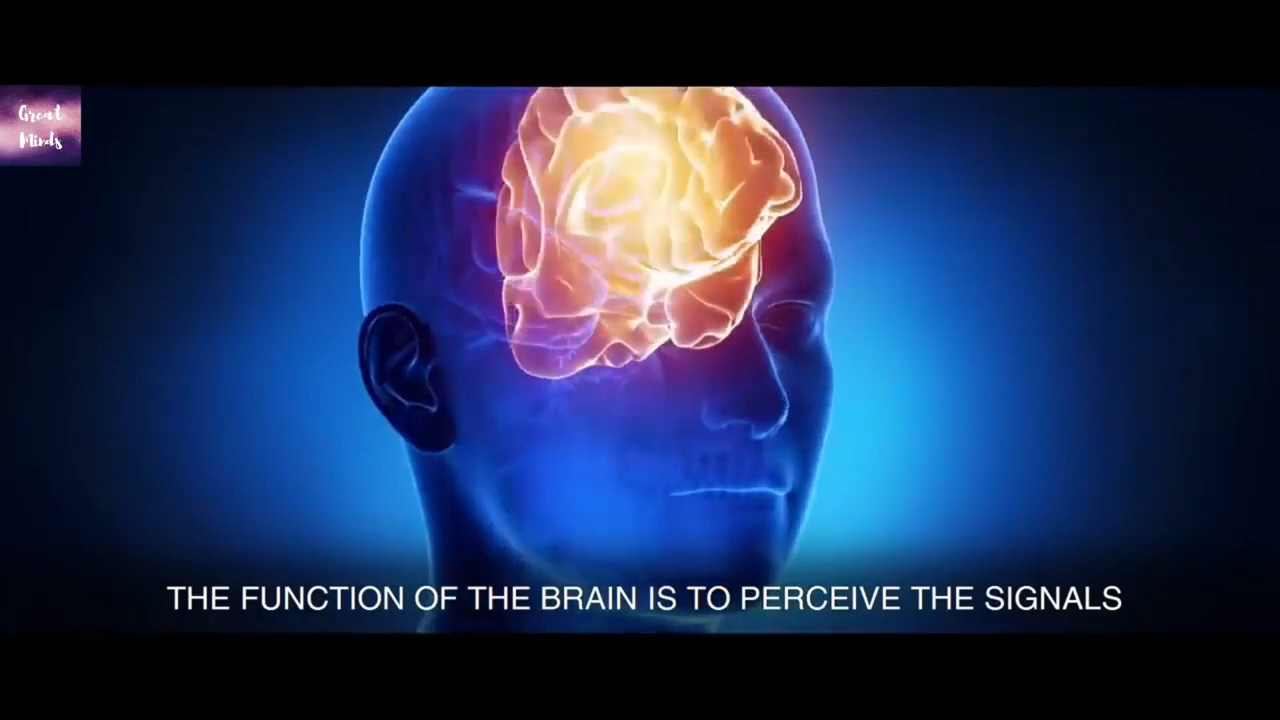 Great
Minds
THE FUNCTION OF THE BRAIN IS TO PERCEIVE THE SIGNALS